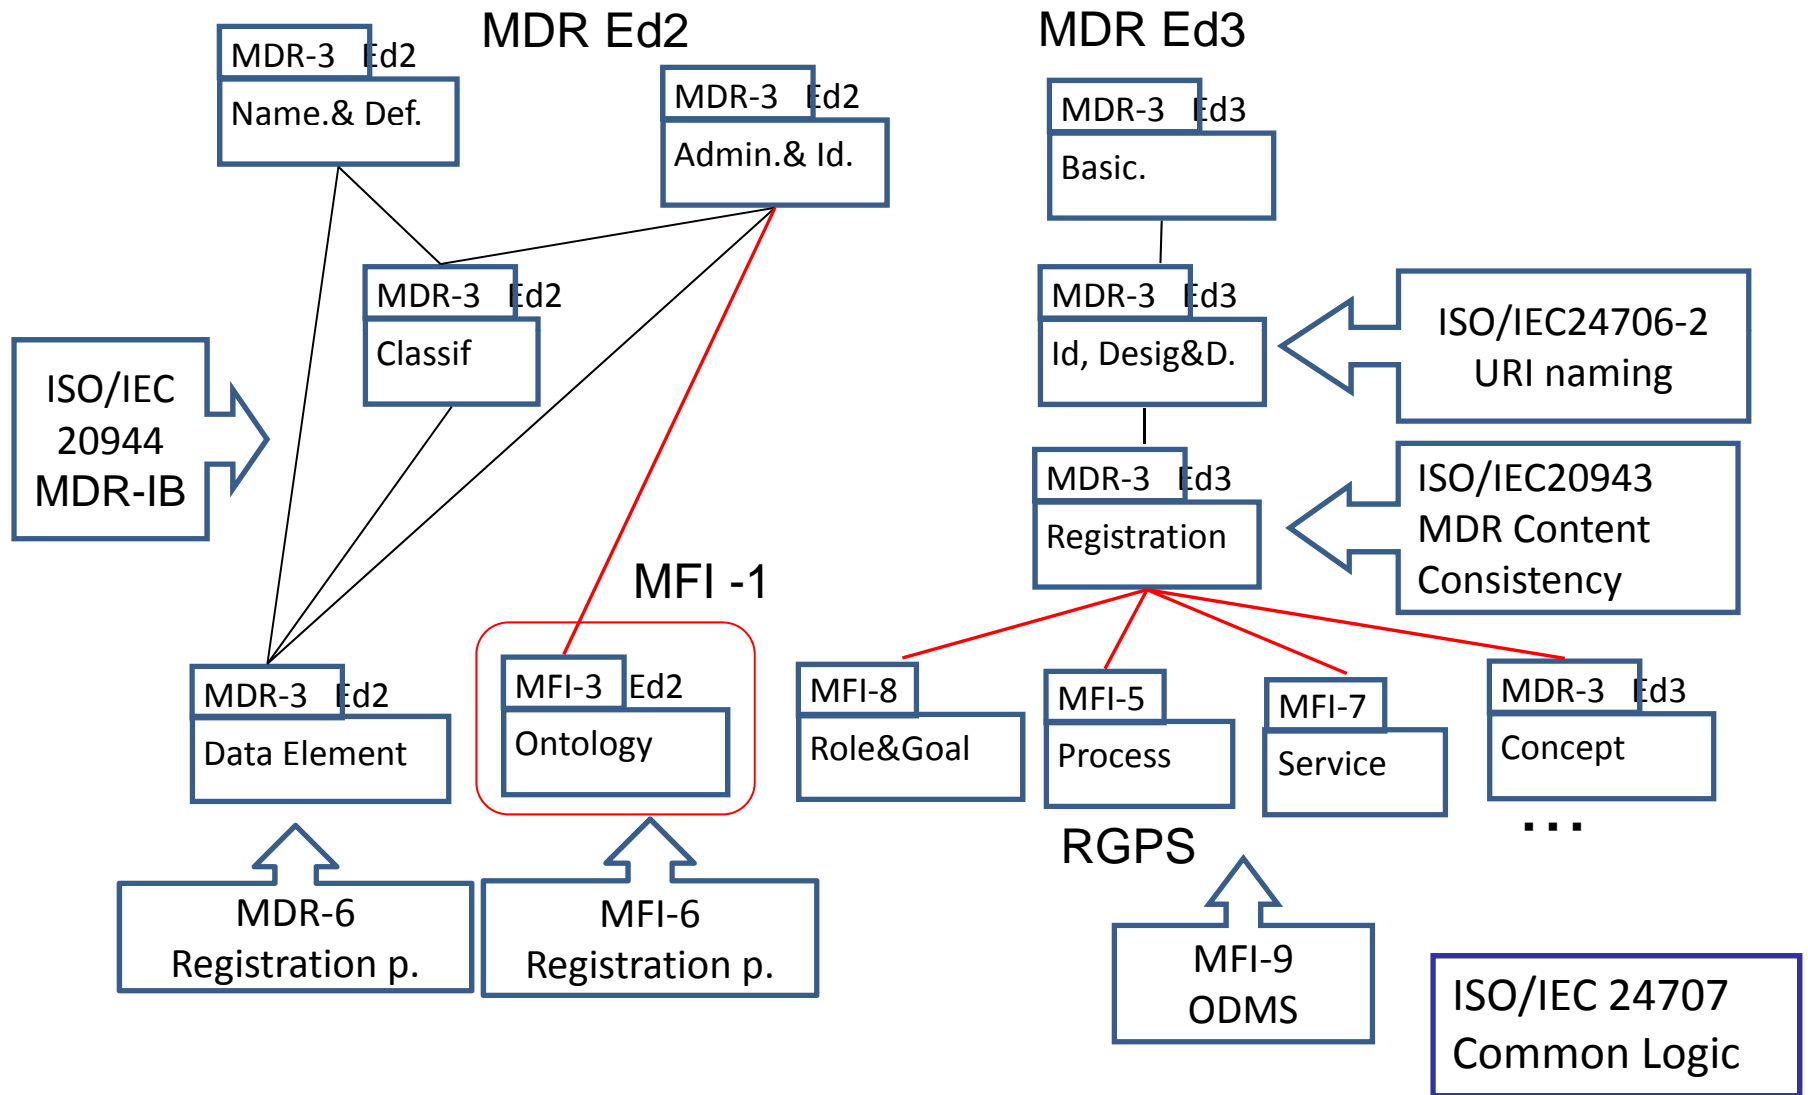 MDR Ed2
MDR Ed3
MDR-3 Ed2
Name.& Def.
MDR-3 Ed2
Admin.& Id.
MDR-3 Ed3
Basic.
MDR-3 Ed2
Classif
MDR-3 Ed3
Id, Desig&D.
ISO/IEC24706-2
URI naming
ISO/IEC
20944
MDR-IB
MDR-3 Ed3
Registration
ISO/IEC20943
MDR Content
Consistency
MFI -1
MDR-3 Ed2
Data Element
MFI-3 Ed2
Ontology
MFI-8
Role&Goal
MFI-5
Process
MFI-7
Service
MDR-3 Ed3
Concept
...
RGPS
MDR-6
Registration p.
MFI-6
Registration p.
MFI-9
ODMS
ISO/IEC 24707
Common Logic